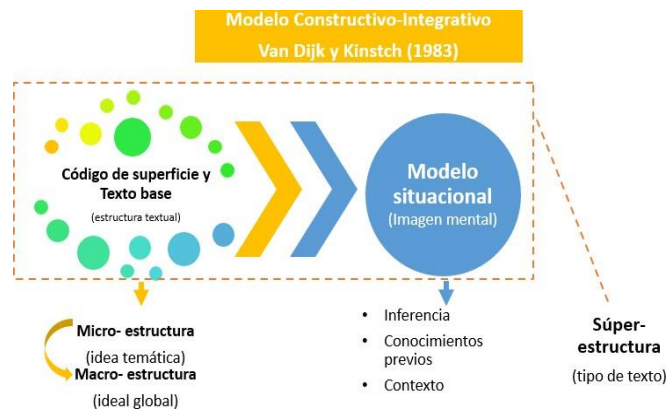 Modelo Constructivo-Integrativo
Van Dijk y Kinstch (1983)
Código de superficie y
Texto base
(estructura textual)
Modelo
situacional
(Imagen mental)
Micro- estructura
(idea temática)
Macro- estructura
(ideal global)
• Inferencia
• Conocimientos
previos
• Contexto
Súper-
estructura
(tipo de texto)